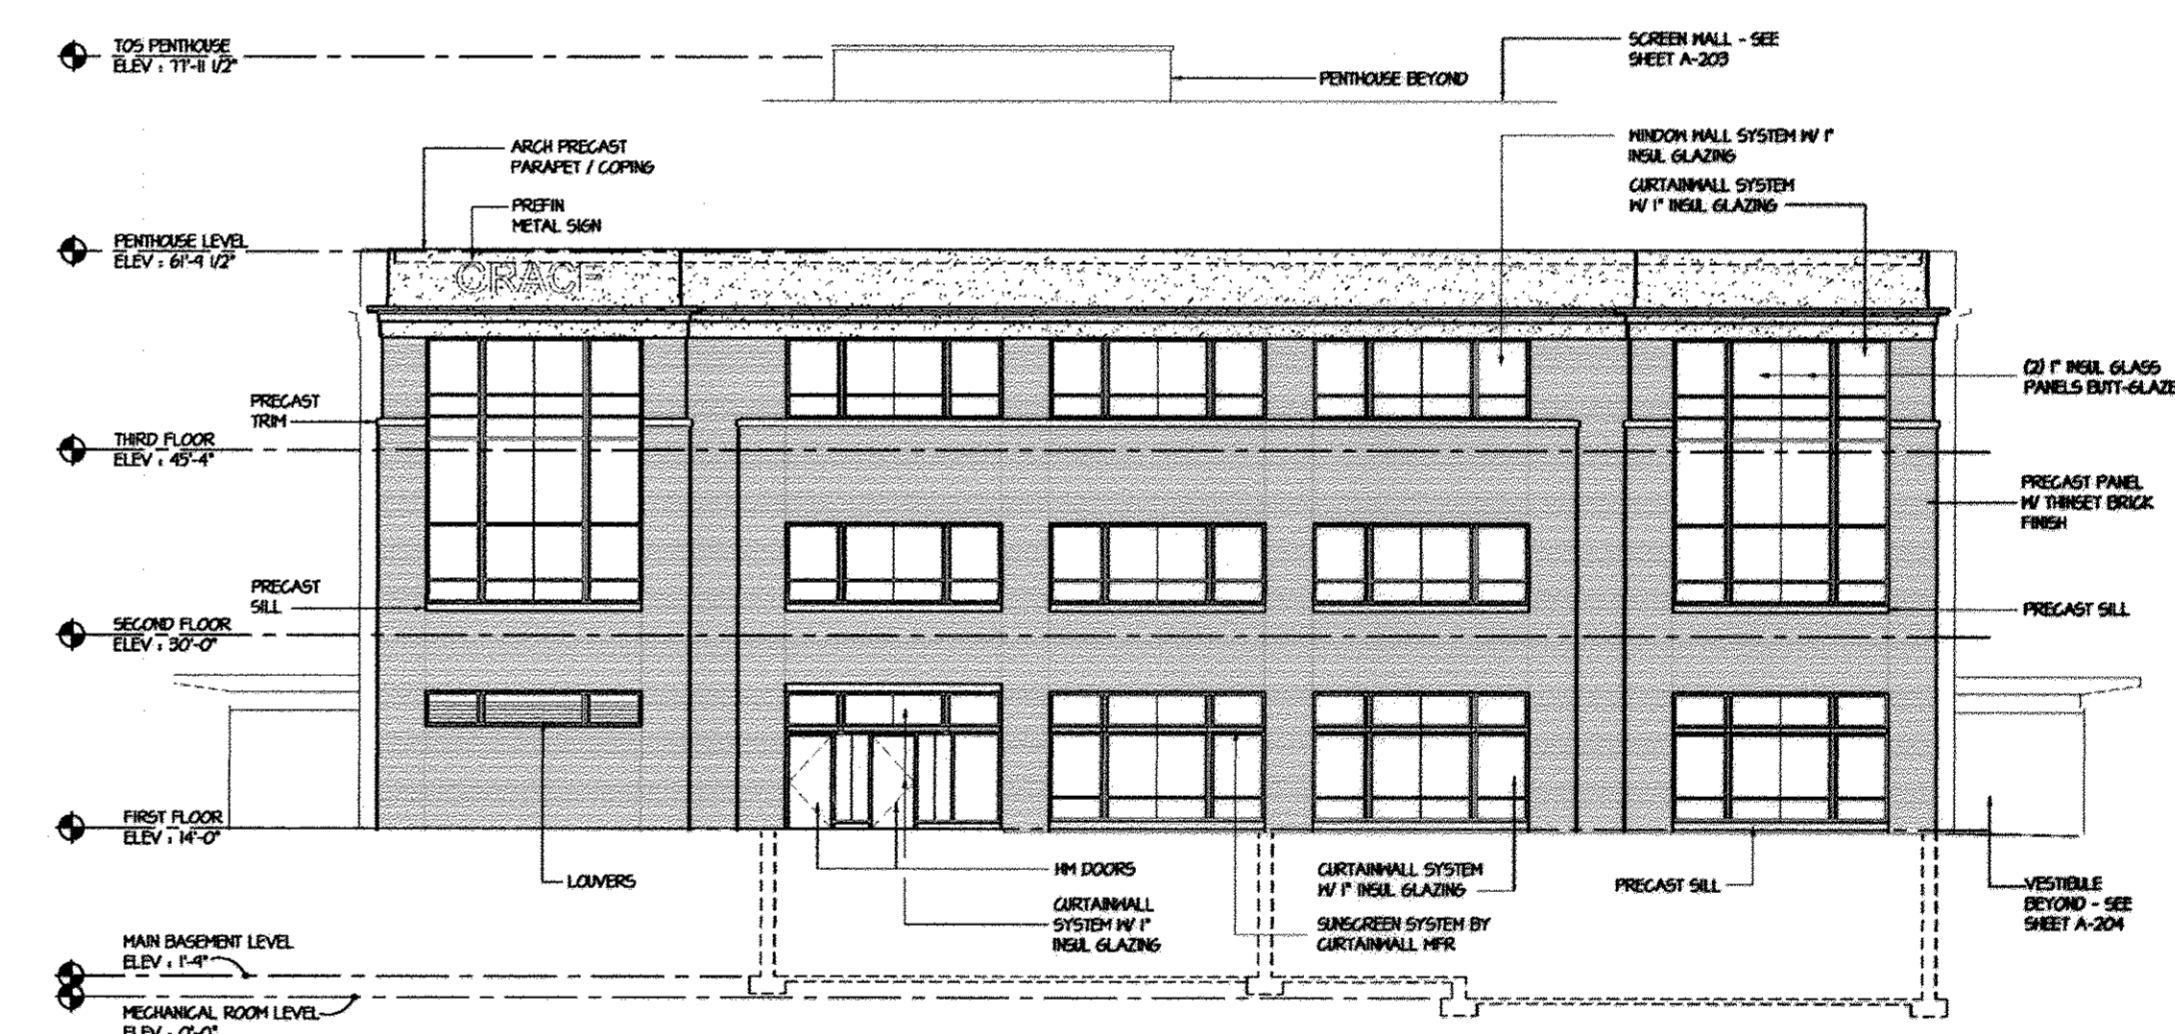 TOS PENTHOUSE
ELEV : 77'-11 1/2"
PENTHOUSE BEYOND
SCREEN WALL - SEE
SHEET A-203
ARCH PRECAST
PARAPET / COPING
PREFIN
METAL SIGN
WINDOW WALL SYSTEM W/ 1"
INSUL GLAZING
CURTAINWALL SYSTEM
W/ 1" INSUL GLAZING
PENTHOUSE LEVEL
ELEV : 61'-9 1/2"
GRACE
(2) 1" INSUL GLASS
PANELS BUTT-GLAZE
PRECAST
TRIM
THIRD FLOOR
ELEV : 45'-4"
PRECAST PANEL
W/ THINSET BRICK
FINISH
PRECAST
SILL
PRECAST SILL
SECOND FLOOR
ELEV : 30'-0"
FIRST FLOOR
ELEV : 14'-0"
LOUVERS
HM DOORS
CURTAINWALL
SYSTEM W/ 1"
INSUL GLAZING
CURTAINWALL SYSTEM
W/ 1" INSUL GLAZING
SUNSCREEN SYSTEM BY
CURTAINWALL MFR
PRECAST SILL
VESTIBULE
BEYOND - SEE
SHEET A-204
MAIN BASEMENT LEVEL
ELEV : 1'-9"
MECHANICAL ROOM LEVEL
ELEV : 0'-0"